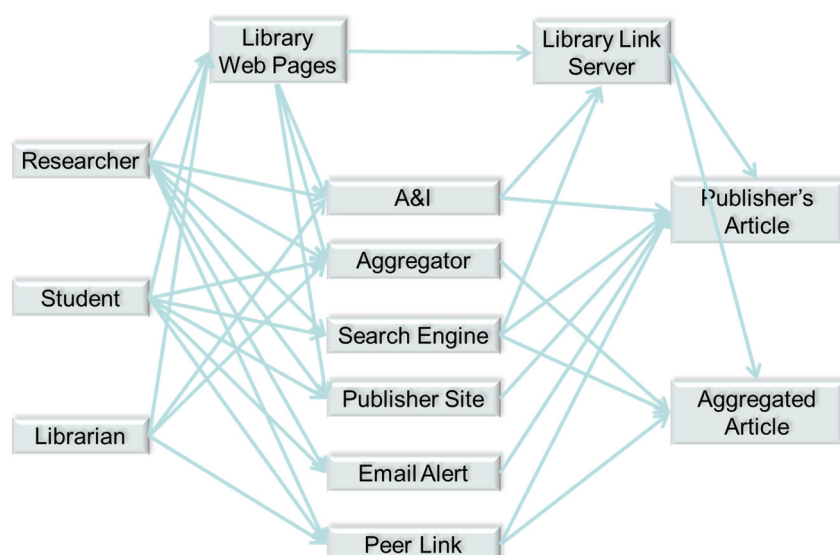 Library
Web Pages
Library Link
Server
Researcher
A&I
Publisher's
Article
Aggregator
Student
Search Engine
Publisher Site
Aggregated
Article
Librarian
Email Alert
Peer Link